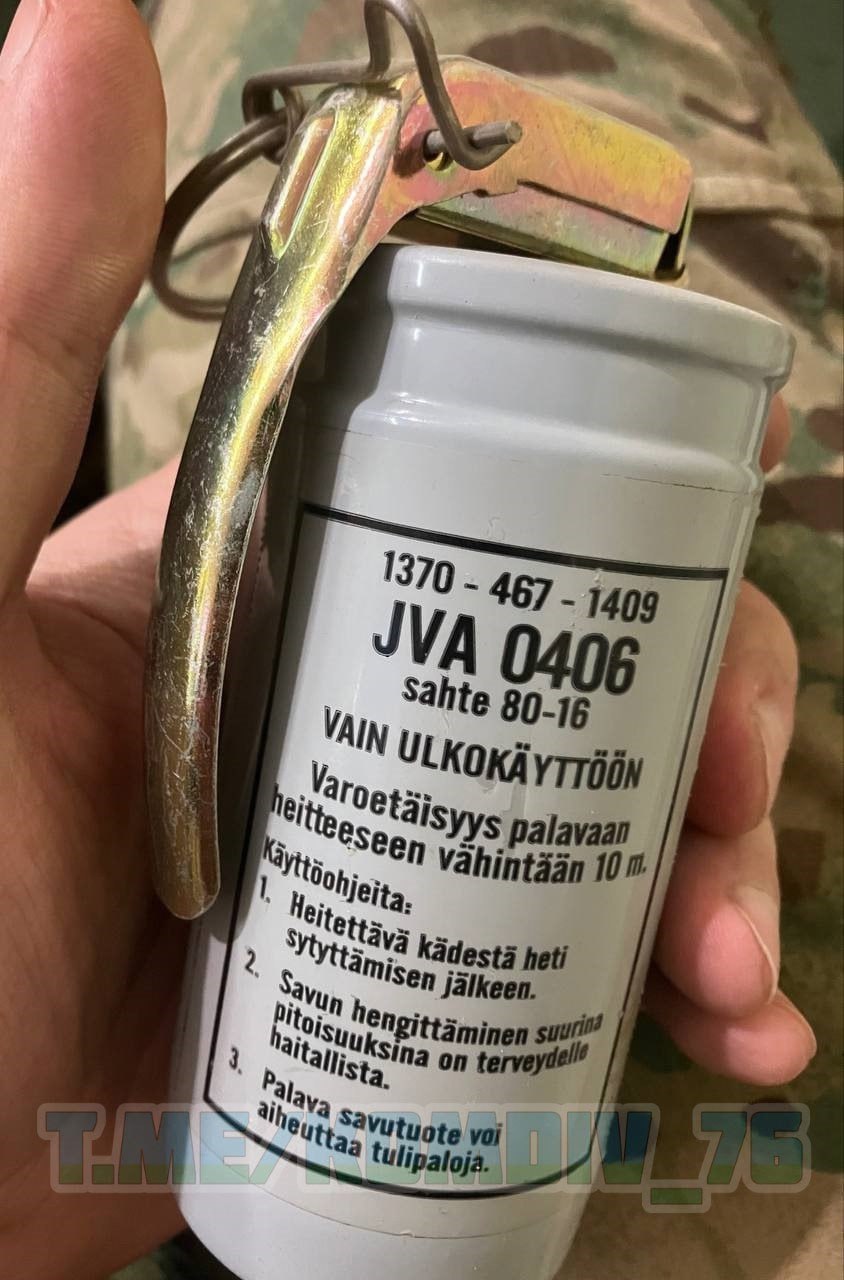 1370 - 467 - 1409
JVA 0406
sahte 80-16
VAIN ULKOKÄYTTÖÖN
Varoetäisyys palavaan
heitteeseen vähintään 10 m.
Käyttöohjeita:
1. Heitettävä kädestä heti
sytyttämisen jälkeen.
2. Savun hengittäminen suurina
pitoisuuksina on terveydelle
haitallista.
3. Palava savutuote voi
aiheuttaa tulipaloja.
T.ME/RCMDIV_76